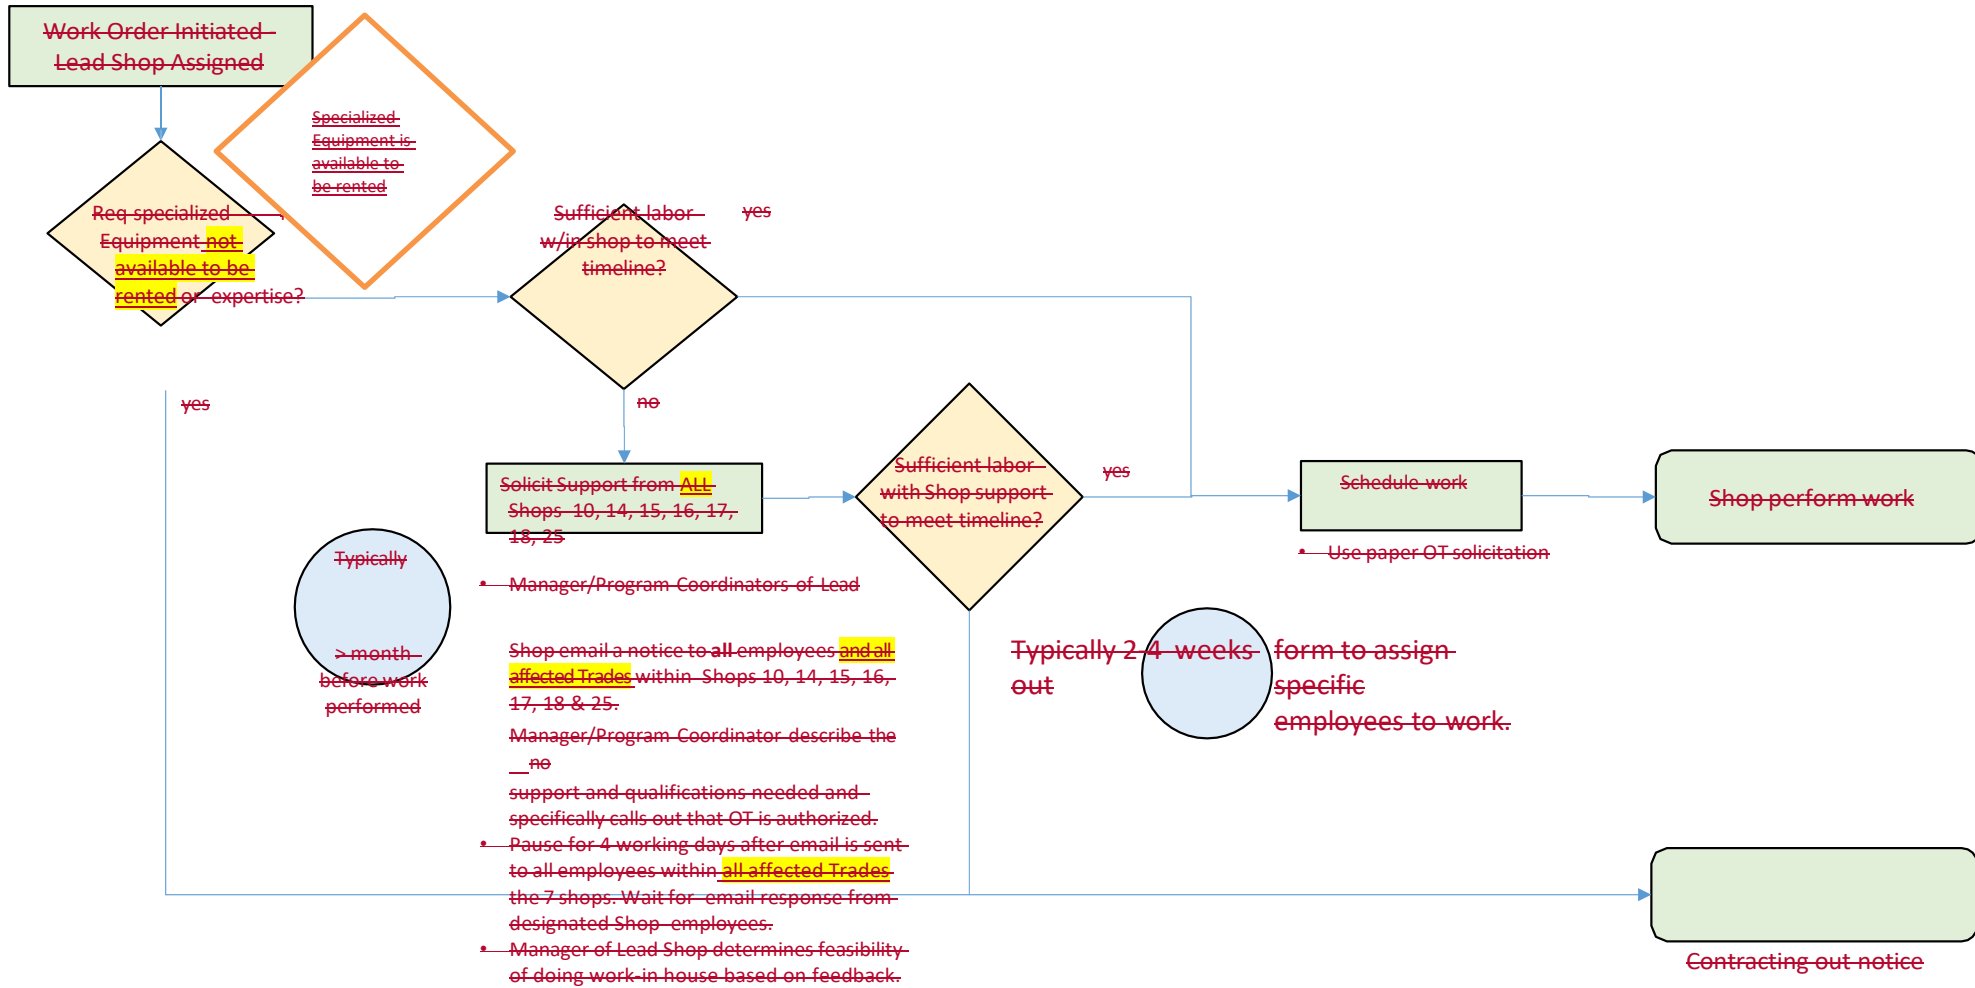 Work Order Initiated -
Lead Shop Assigned
Specialized
Equipment is
available to
be rented
Req specialized
Equipment not
available to be
rented or expertise?
Sufficient labor
w/in shop to meet
timeline?
yes
yes
no
Solicit Support from ALL
Shops 10, 14, 15, 16, 17,
18, 25
Sufficient labor
with Shop support
to meet timeline?
yes
Schedule work
• Use paper OT solicitation
Shop perform work
Typically
> month
before work
performed
• Manager/Program Coordinators of Lead
Shop email a notice to all employees and all
affected Trades within Shops 10, 14, 15, 16,
17, 18 & 25.
Manager/Program Coordinator describe the
no
support and qualifications needed and
specifically calls out that OT is authorized.
• Pause for 4 working days after email is sent
to all employees within all affected Trades
the 7 shops. Wait for email response from
designated Shop employees.
• Manager of Lead Shop determines feasibility
of doing work-in house based on feedback.
Typically 2-4 weeks
out
form to assign
specific
employees to work.
Contracting out notice